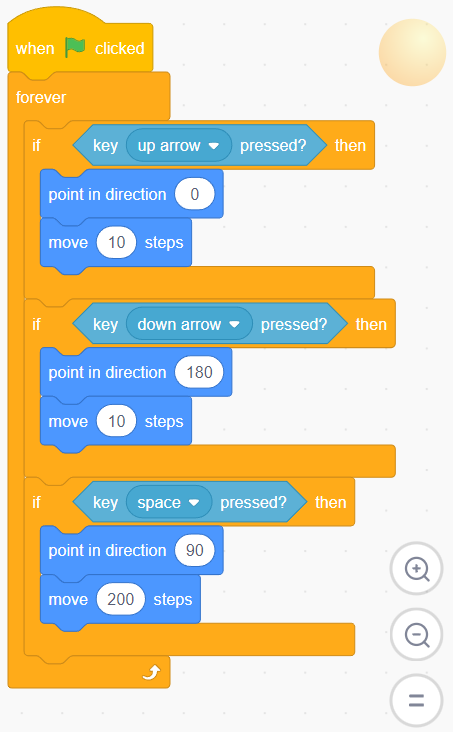 when clicked
forever
if key up arrow pressed? then
point in direction 0
move 10 steps
if key down arrow pressed? then
point in direction 180
move 10 steps
if key space pressed? then
point in direction 90
move 200 steps